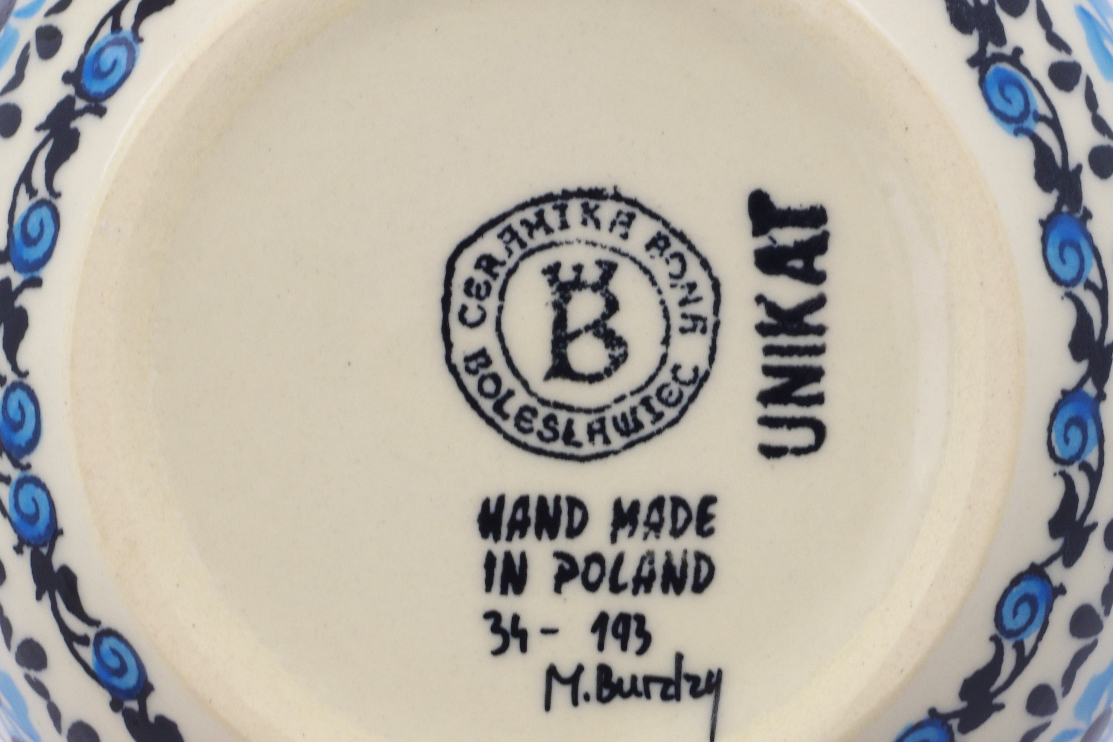 CERAMIKA BONA
BOLESŁAWIEC
B
UNIKAT
HAND MADE
IN POLAND
34 - 193
M.Burdzy